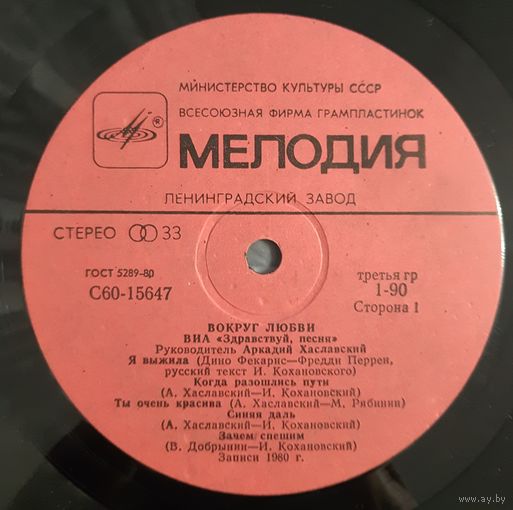 МИНИСТЕРСТВО КУЛЬТУРЫ СССР
ВСЕСОЮЗНАЯ ФИРМА ГРАМПЛАСТИНОК
®
МЕЛОДИЯ
ЛЕНИНГРАДСКИЙ ЗАВОД
СТЕРЕО 33
ГОСТ 5289-80
С60-15647
третья гр
1-90
Сторона 1
ВОКРУГ ЛЮБВИ
ВИА «Здравствуй, песня»
Руководитель Аркадий Хаславский
Я выжила (Дино Фекарис—Фредди Перрен,
русский текст И. Кохановского)
Когда разошлись пути
(А. Хаславский—И. Кохановский)
Ты очень красива (А. Хаславский—М. Рябинин)
Синяя даль
(А. Хаславский—И. Кохановский)
Зачем спешим
(В. Добрынин—И. Кохановский)
Записи 1980 г.
www.ay.by